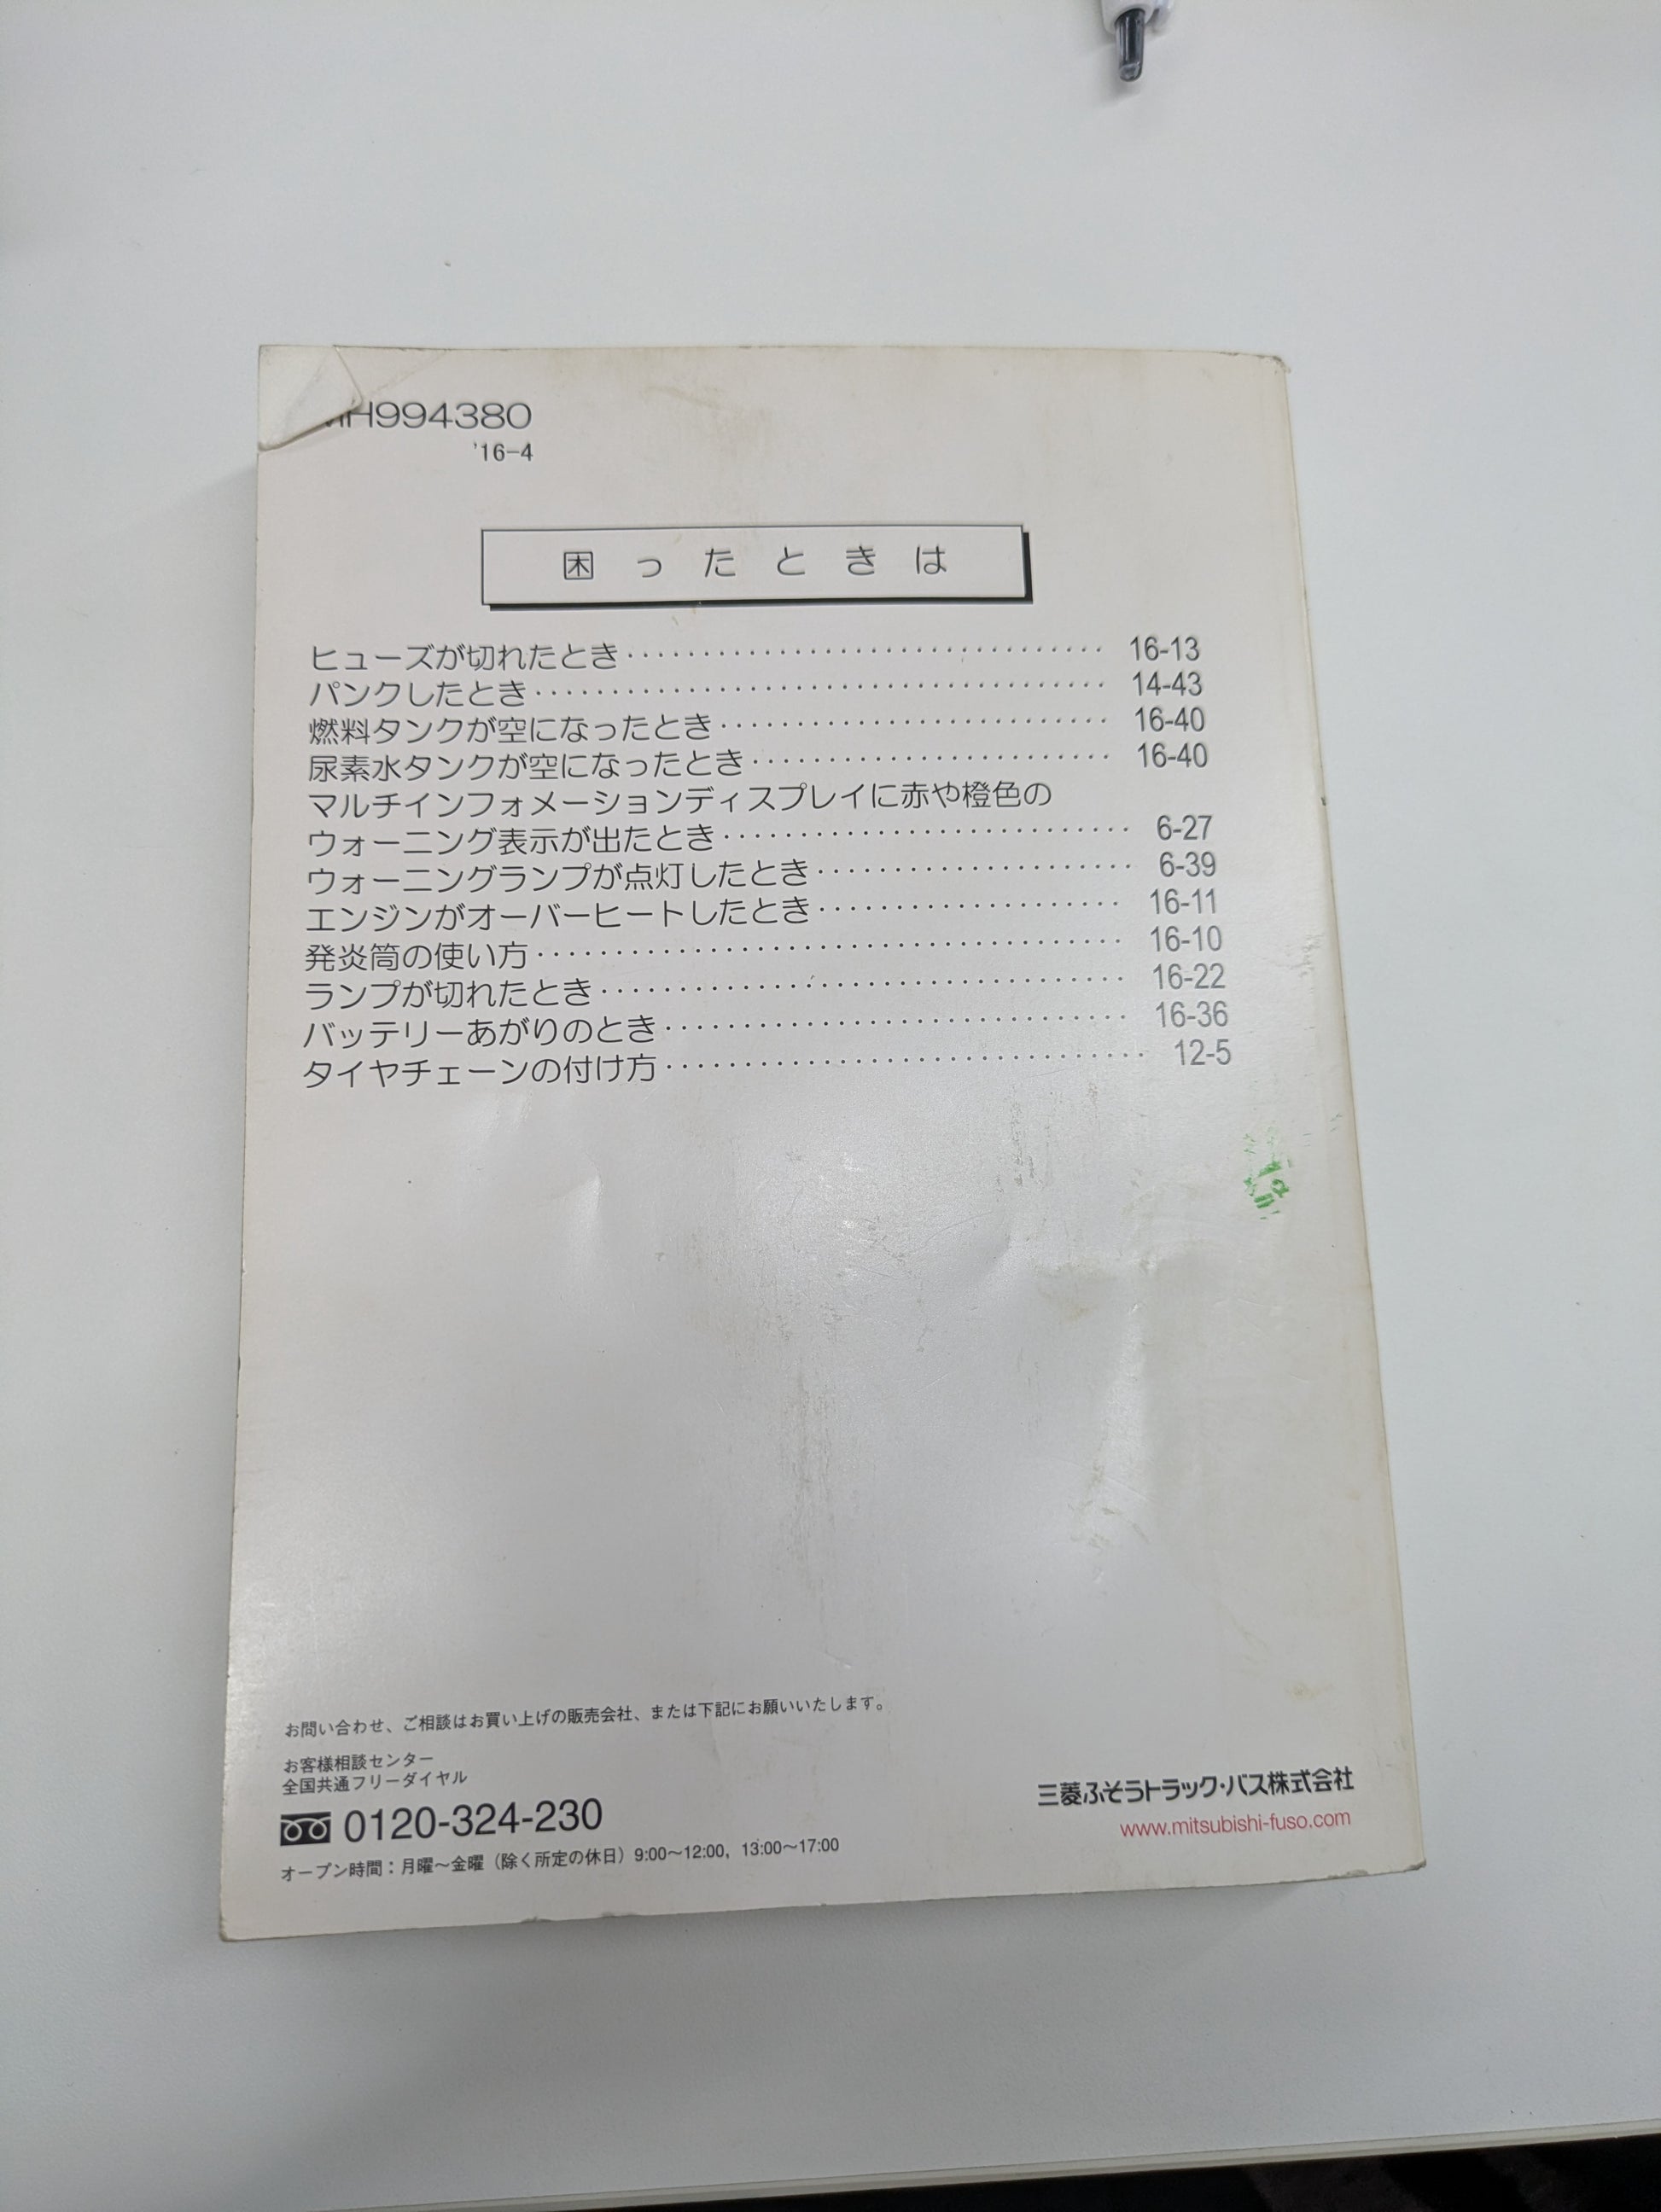 MH994380
'16-4
困ったときは
ヒューズが切れたとき 16-13
パンクしたとき 14-43
燃料タンクが空になったとき 16-40
尿素水タンクが空になったとき 16-40
マルチインフォメーションディスプレイに赤や橙色の
ウォーニング表示が出たとき 6-27
ウォーニングランプが点灯したとき 6-39
エンジンがオーバーヒートしたとき 16-11
発炎筒の使い方 16-10
ランプが切れたとき 16-22
バッテリーあがりのとき 16-36
タイヤチェーンの付け方 12-5
お問い合わせ、ご相談はお買い上げの販売会社、または下記にお願いいたします。
お客様相談センター
全国共通フリーダイヤル
0120-324-230
オープン時間：月曜～金曜（除く所定の休日）9:00～12:00, 13:00～17:00
三菱ふそうトラック・バス株式会社
www.mitsubishi-fuso.com